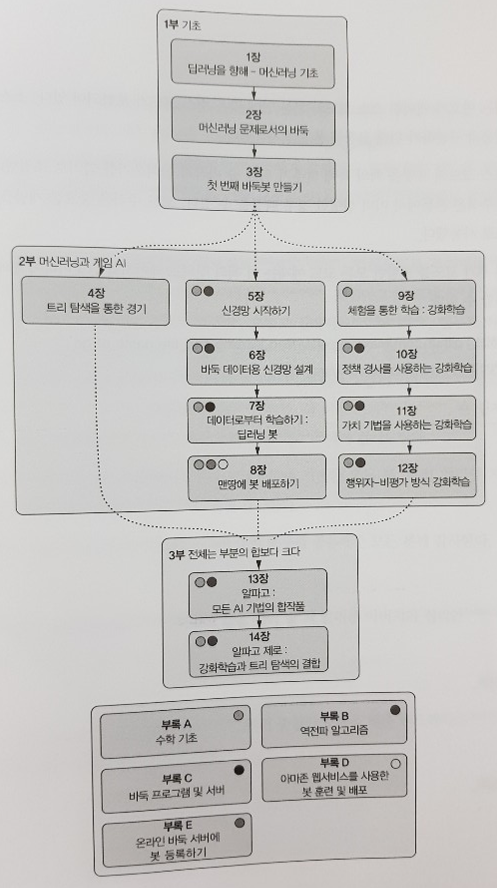 1부 기초
1장
딥러닝을 향해 - 머신러닝 기초
2장
머신러닝 문제로서의 바둑
3장
첫 번째 바둑봇 만들기
2부 머신러닝과 게임 AI
4장
트리 탐색을 통한 경기
5장
신경망 시작하기
6장
바둑 데이터용 신경망 설계
7장
데이터로부터 학습하기 :
딥러닝 봇
8장
맨땅에 봇 배포하기
9장
체험을 통한 학습 : 강화학습
10장
정책 경사를 사용하는 강화학습
11장
가치 기법을 사용하는 강화학습
12장
행위자-비평가 방식 강화학습
3부 전체는 부분의 합보다 크다
13장
알파고 :
모든 AI 기법의 합작품
14장
알파고 제로 :
강화학습과 트리 탐색의 결합
부록 A
수학 기초
부록 B
역전파 알고리즘
부록 C
바둑 프로그램 및 서버
부록 D
아마존 웹서비스를 사용한
봇 훈련 및 배포
부록 E
온라인 바둑 서버에
봇 등록하기